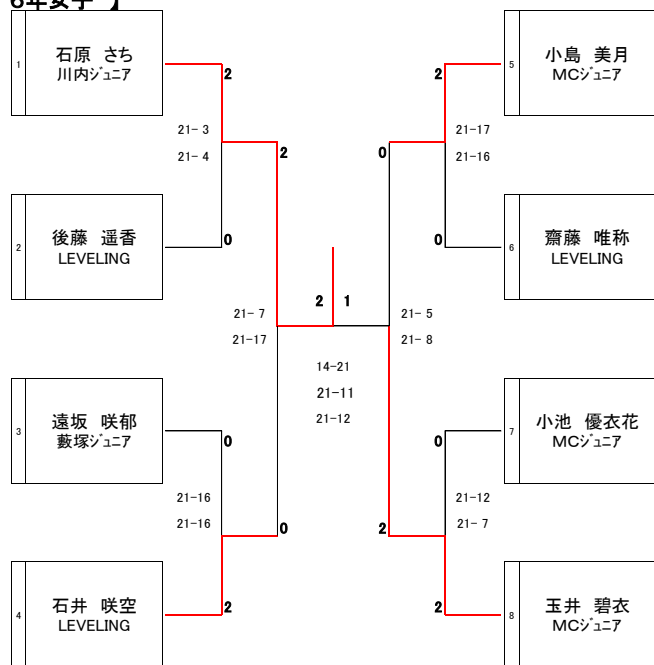 6年女子 】
1
石原 さち
川内ｼﾞｭﾆｱ
2
21- 3
21- 4
2
後藤 遥香
LEVELING
0
2
21- 7
21-17
3
遠坂 咲郁
藪塚ｼﾞｭﾆｱ
0
21-16
21-16
4
石井 咲空
LEVELING
2
0
2 1
14-21
21-11
21-12
5
小島 美月
MCｼﾞｭﾆｱ
2
21-17
21-16
6
齋藤 唯称
LEVELING
0
0
21- 5
21- 8
7
小池 優衣花
MCｼﾞｭﾆｱ
0
21-12
21- 7
8
玉井 碧衣
MCｼﾞｭﾆｱ
2
2